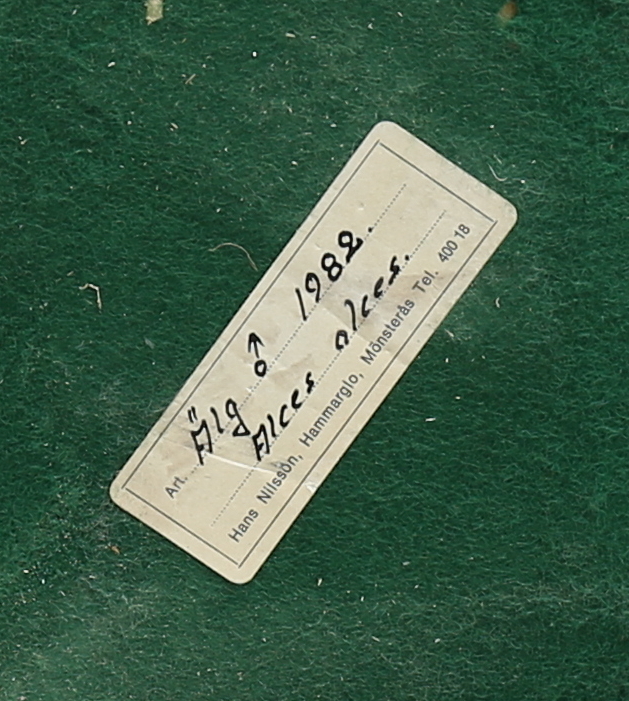 Art. Älg ♂ 1982.
Alces alces.
Hans Nilsson, Hammarglo, Mönsterås Tel. 400 18